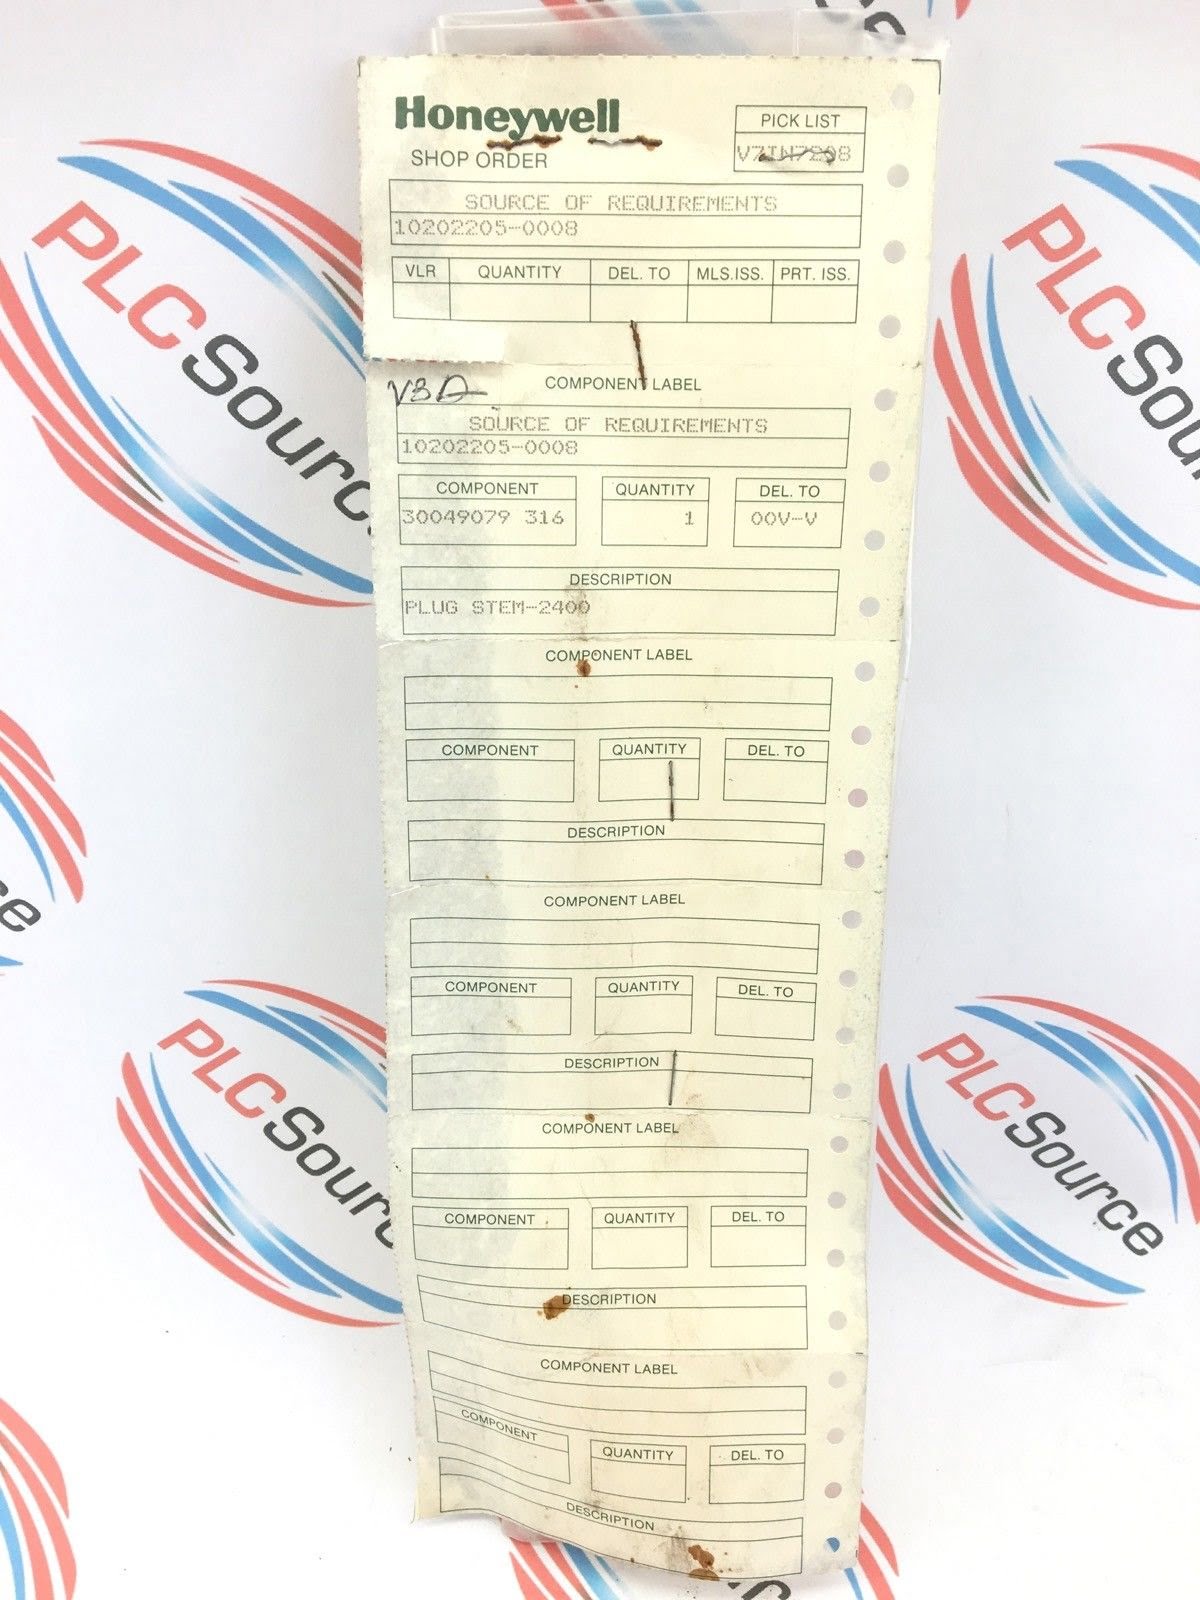 Honeywell
SHOP ORDER
PICK LIST
SOURCE OF REQUIREMENTS
10202205-0008
VLR QUANTITY DEL. TO MLS.ISS. PRT. ISS.
V3D
COMPONENT LABEL
SOURCE OF REQUIREMENTS
10202205-0008
COMPONENT QUANTITY DEL. TO
30049079 316 1 00V-V
DESCRIPTION
PLUG STEM-2400
COMPONENT LABEL
COMPONENT QUANTITY DEL. TO
DESCRIPTION
COMPONENT LABEL
COMPONENT QUANTITY DEL. TO
DESCRIPTION
COMPONENT LABEL
COMPONENT QUANTITY DEL. TO
DESCRIPTION
COMPONENT LABEL
COMPONENT QUANTITY DEL. TO
DESCRIPTION
PLC Source
PLC Source
PLC Source
PLC Source